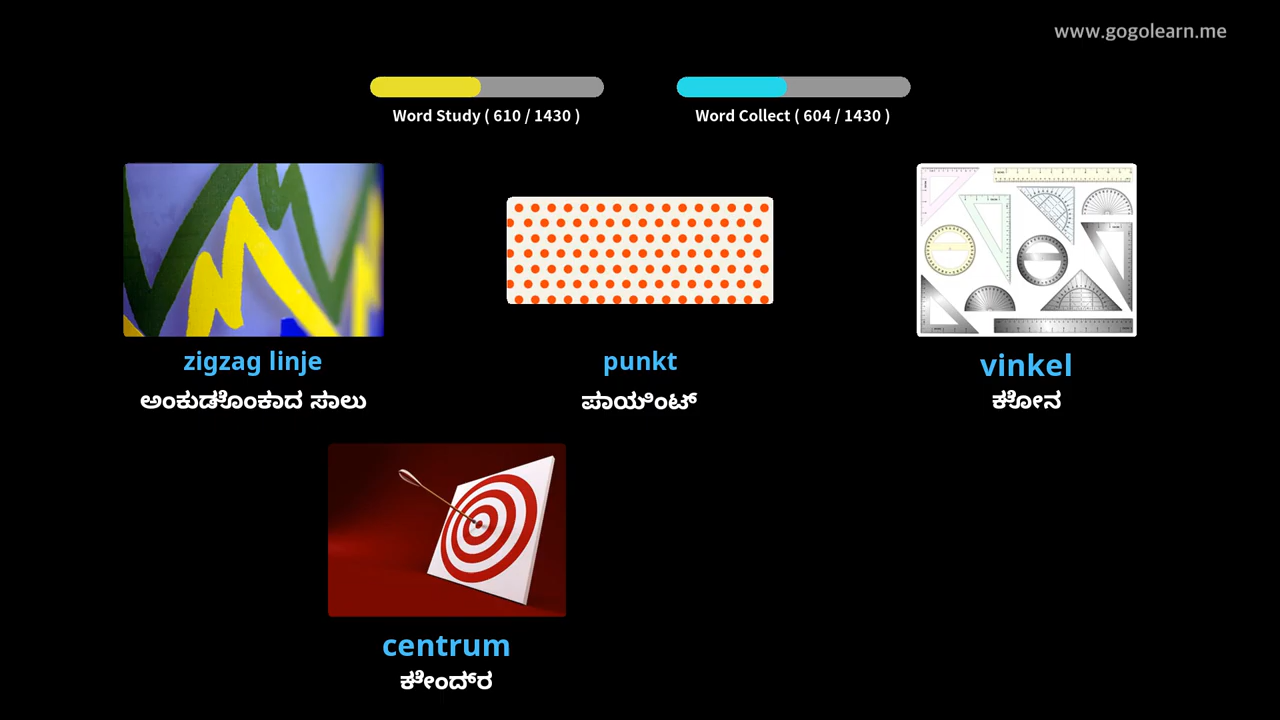 www.gogolearn.me
Word Study ( 610 / 1430 )
Word Collect ( 604 / 1430 )
zigzag linje
ಅಂಕುಡೊಂಕಾದ ಸಾಲು
punkt
ಪಾಯಿಂಟ್
vinkel
ಕೋನ
centrum
ಕೇಂದ್ರ